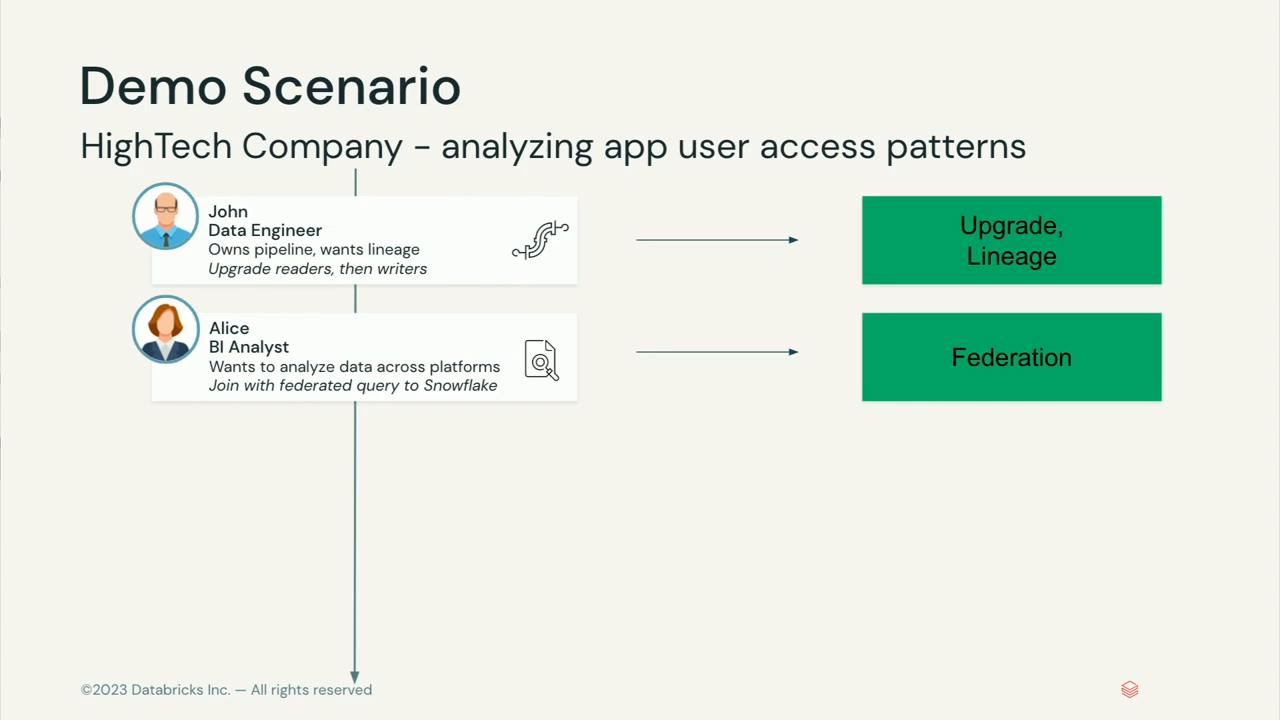 Demo Scenario
HighTech Company - analyzing app user access patterns
John
Data Engineer
Owns pipeline, wants lineage
Upgrade readers, then writers
Upgrade,
Lineage
Alice
BI Analyst
Wants to analyze data across platforms
Join with federated query to Snowflake
Federation
©2023 Databricks Inc. — All rights reserved